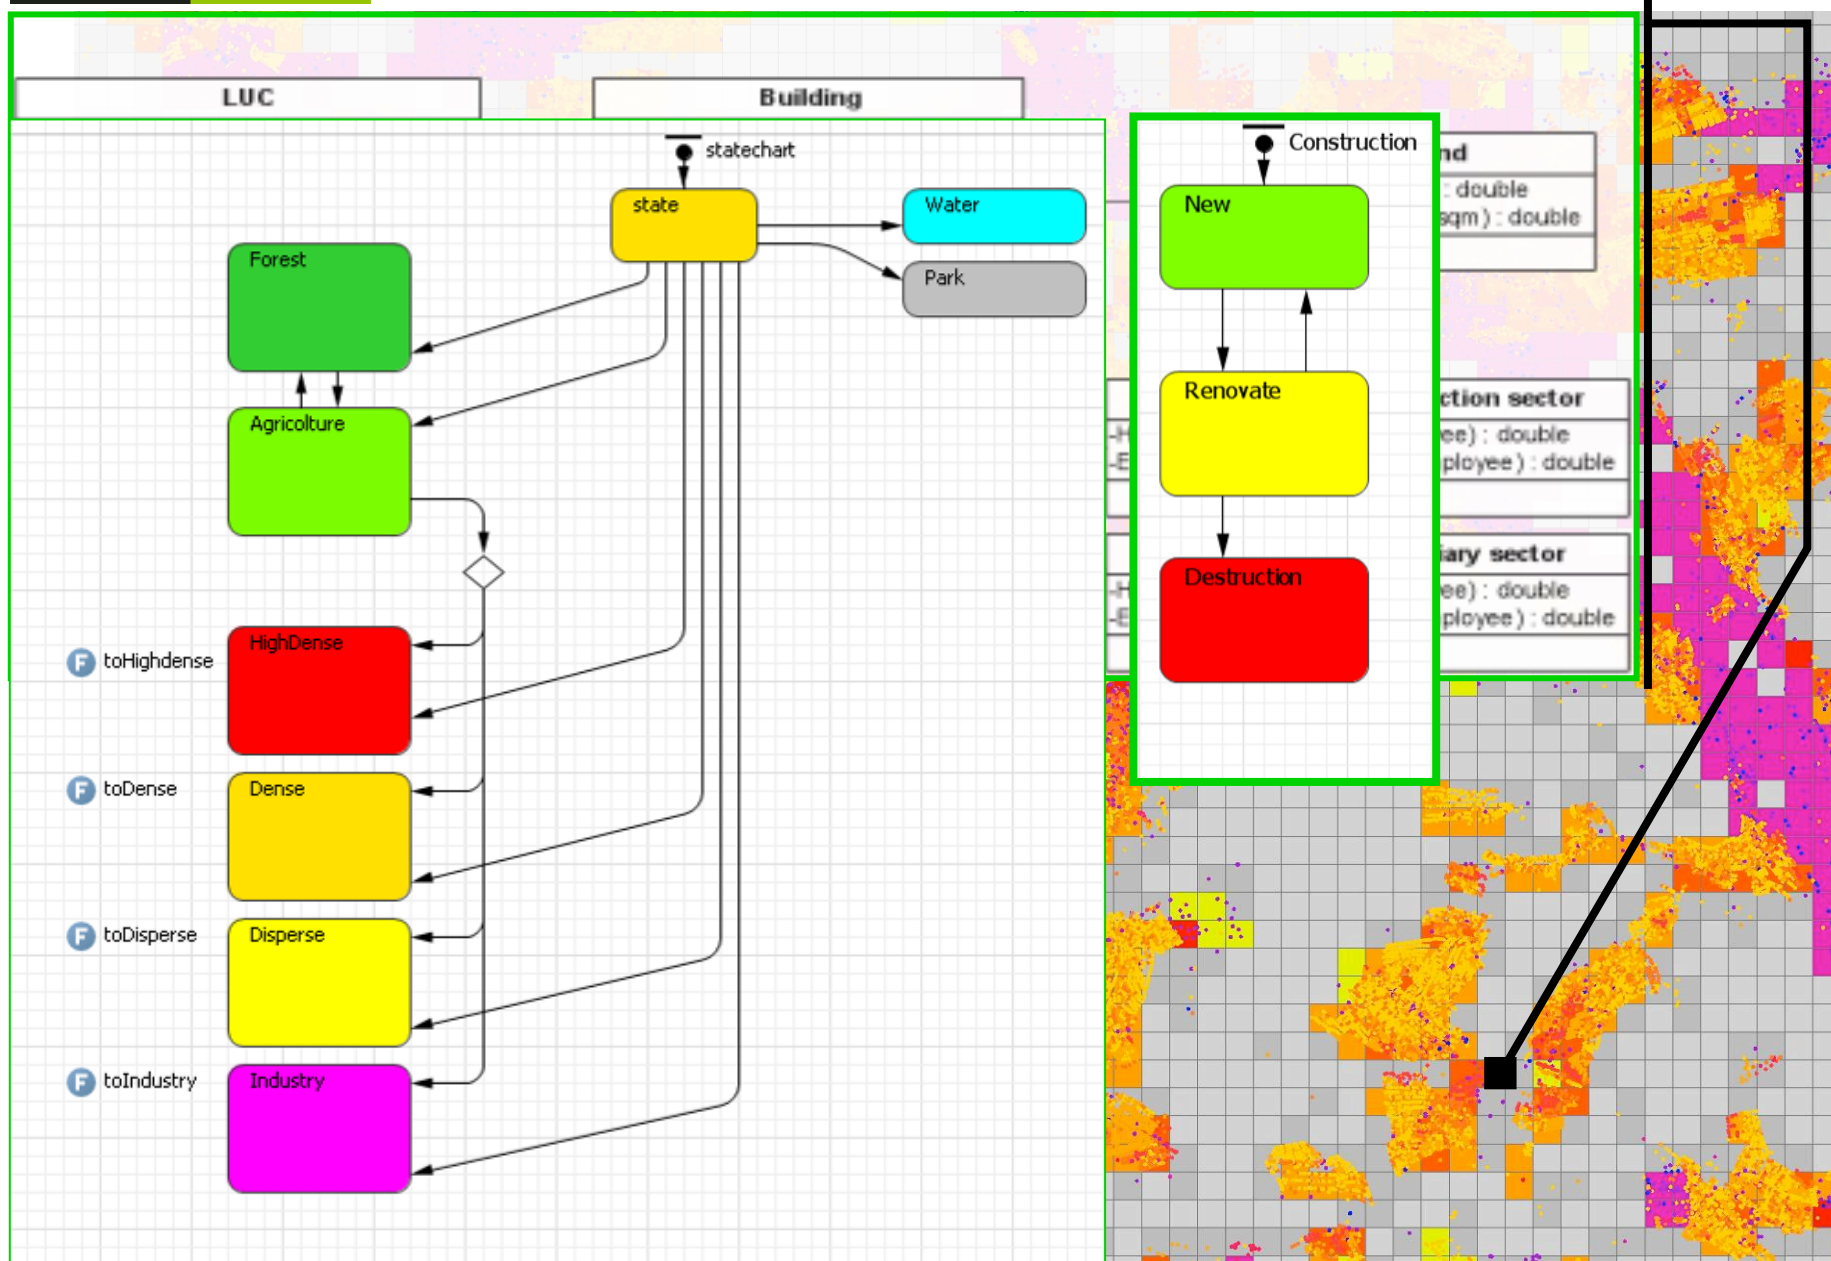 LUC
Building
statechart
state
Water
Park
Forest
Agricolture
HighDense
toHighdense
Dense
toDense
Disperse
toDisperse
Industry
toIndustry
Construction
New
Renovate
Destruction
nd
: double
sqm) : double
ction sector
-H
ee) : double
-E
ployee) : double
iary sector
-H
ee) : double
-E
ployee) : double
F
F
F
F